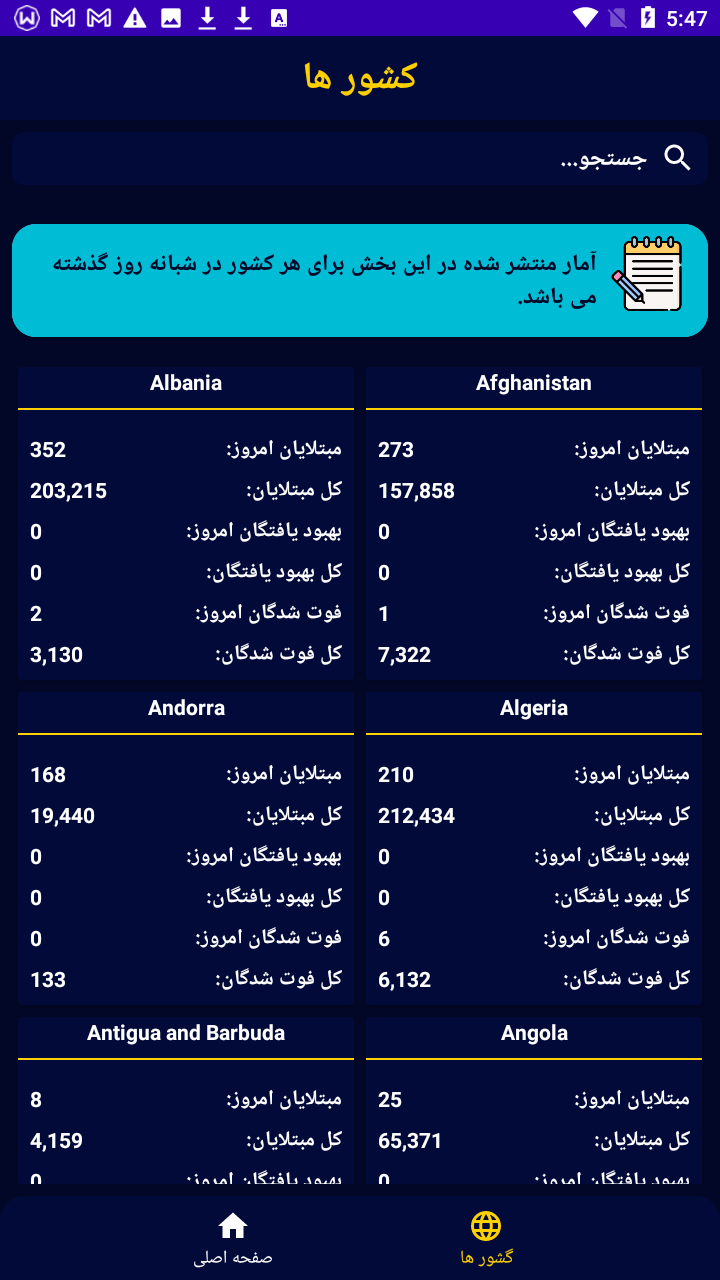 5:47
کشور ها
جستجو...
آمار منتشر شده در این بخش برای هر کشور در شبانه روز گذشته
می باشد.
Afghanistan
مبتلایان امروز: 273
کل مبتلایان: 157,858
بهبود یافتگان امروز: 0
کل بهبود یافتگان: 0
فوت شدگان امروز: 1
کل فوت شدگان: 7,322
Albania
مبتلایان امروز: 352
کل مبتلایان: 203,215
بهبود یافتگان امروز: 0
کل بهبود یافتگان: 0
فوت شدگان امروز: 2
کل فوت شدگان: 3,130
Algeria
مبتلایان امروز: 210
کل مبتلایان: 212,434
بهبود یافتگان امروز: 0
کل بهبود یافتگان: 0
فوت شدگان امروز: 6
کل فوت شدگان: 6,132
Andorra
مبتلایان امروز: 168
کل مبتلایان: 19,440
بهبود یافتگان امروز: 0
کل بهبود یافتگان: 0
فوت شدگان امروز: 0
کل فوت شدگان: 133
Angola
مبتلایان امروز: 25
کل مبتلایان: 65,371
بهبود یافتگان امروز: 0
Antigua and Barbuda
مبتلایان امروز: 8
کل مبتلایان: 4,159
بهبود یافتگان امروز: 0
گشور ها
صفحه اصلی